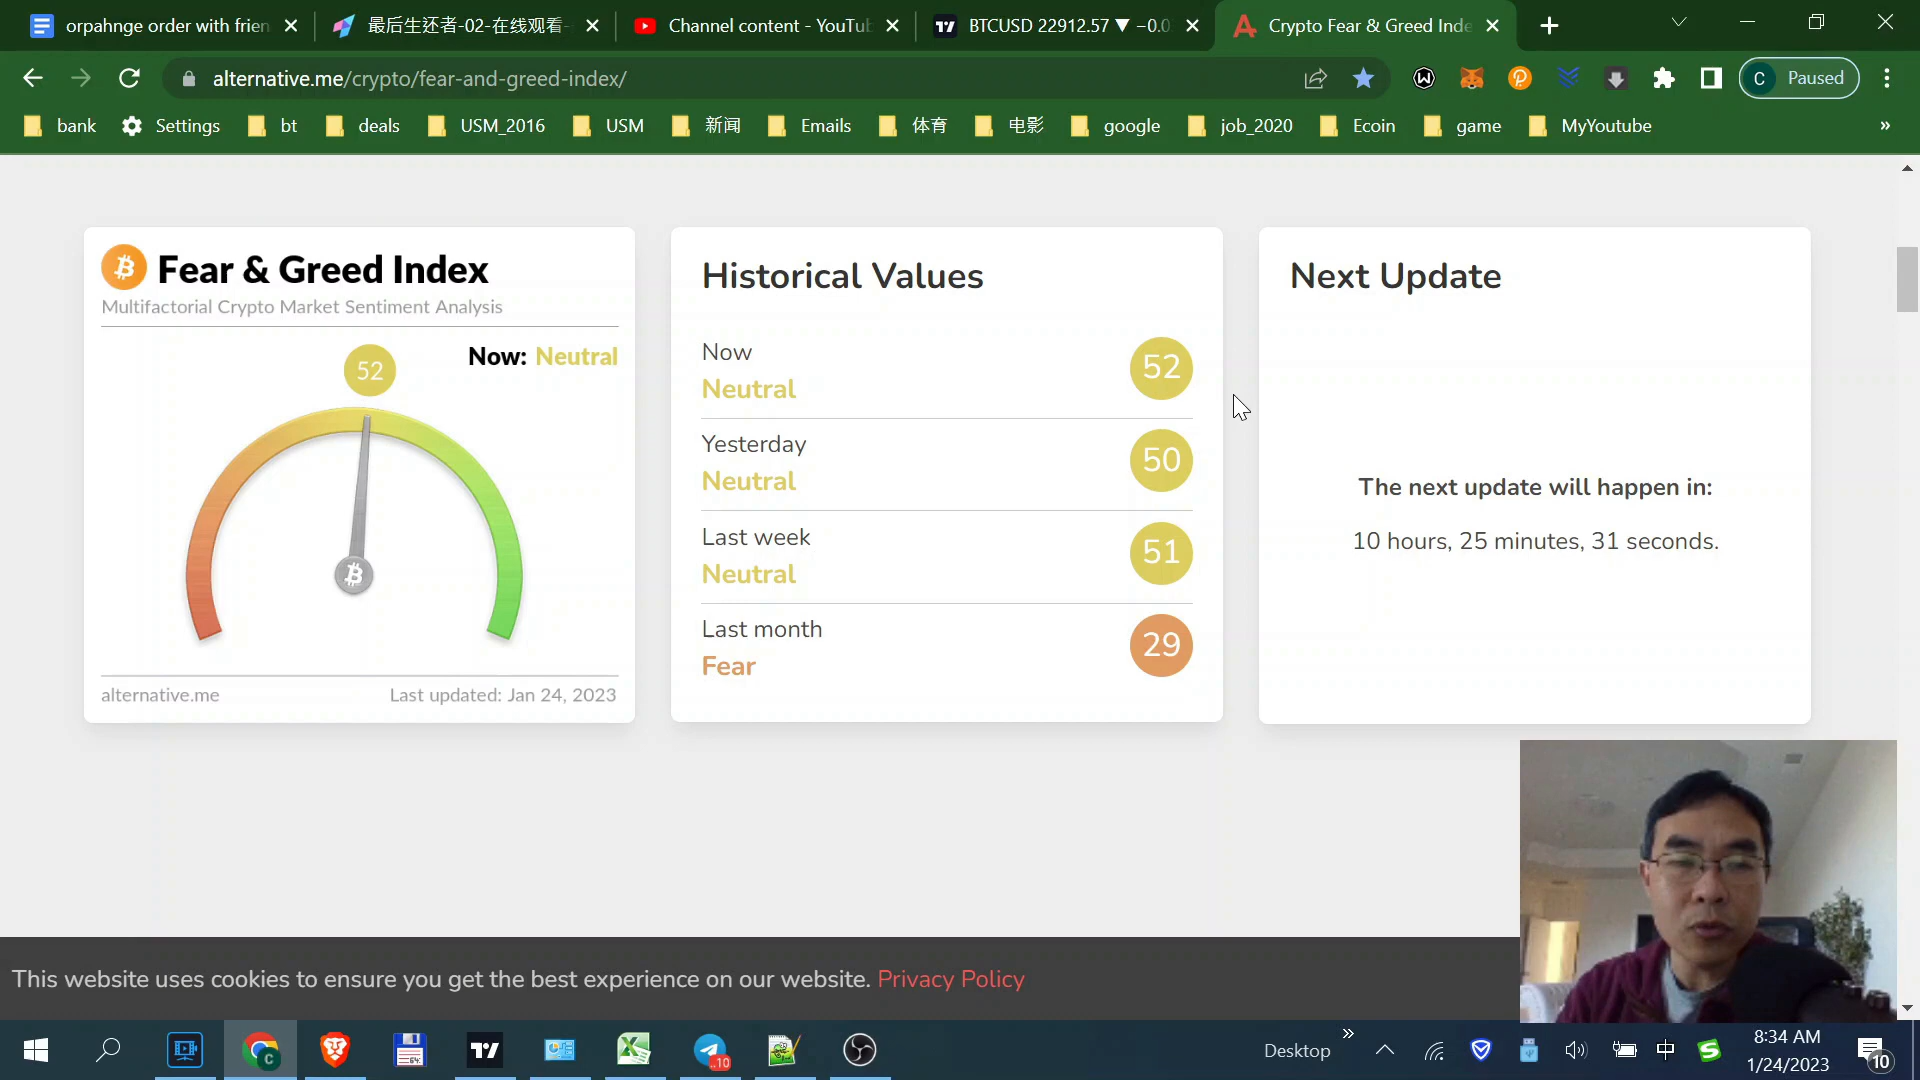 orpahnge order with frien
最后生还者-02-在线观看-
Channel content - YouTu
BTCUSD 22912.57 ▼ −0.0
Crypto Fear & Greed Inde
alternative.me/crypto/fear-and-greed-index/
C Paused
bank Settings bt deals USM_2016 USM 新闻 Emails 体育 电影 google job_2020 Ecoin game MyYoutube »
Fear & Greed Index
Multifactorial Crypto Market Sentiment Analysis
Now: Neutral
52
alternative.me Last updated: Jan 24, 2023
Historical Values
Now
Neutral
52
Yesterday
Neutral
50
Last week
Neutral
51
Last month
Fear
29
Next Update
The next update will happen in:
10 hours, 25 minutes, 31 seconds.
This website uses cookies to ensure you get the best experience on our website. Privacy Policy
Desktop
中
8:34 AM
1/24/2023
10